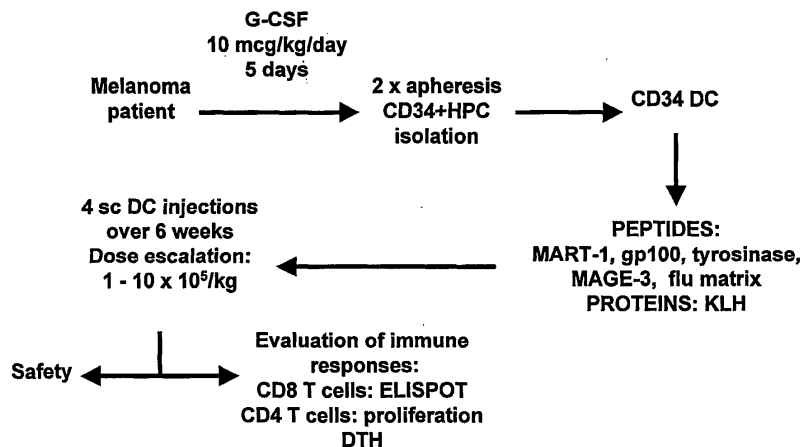 G-CSF
10 mcg/kg/day
5 days
Melanoma
patient
2 x apheresis
CD34+HPC
isolation
CD34 DC
PEPTIDES:
MART-1, gp100, tyrosinase,
MAGE-3, flu matrix
PROTEINS: KLH
4 sc DC injections
over 6 weeks
Dose escalation:
1 - 10 x 10⁵/kg
Safety
Evaluation of immune
responses:
CD8 T cells: ELISPOT
CD4 T cells: proliferation
DTH